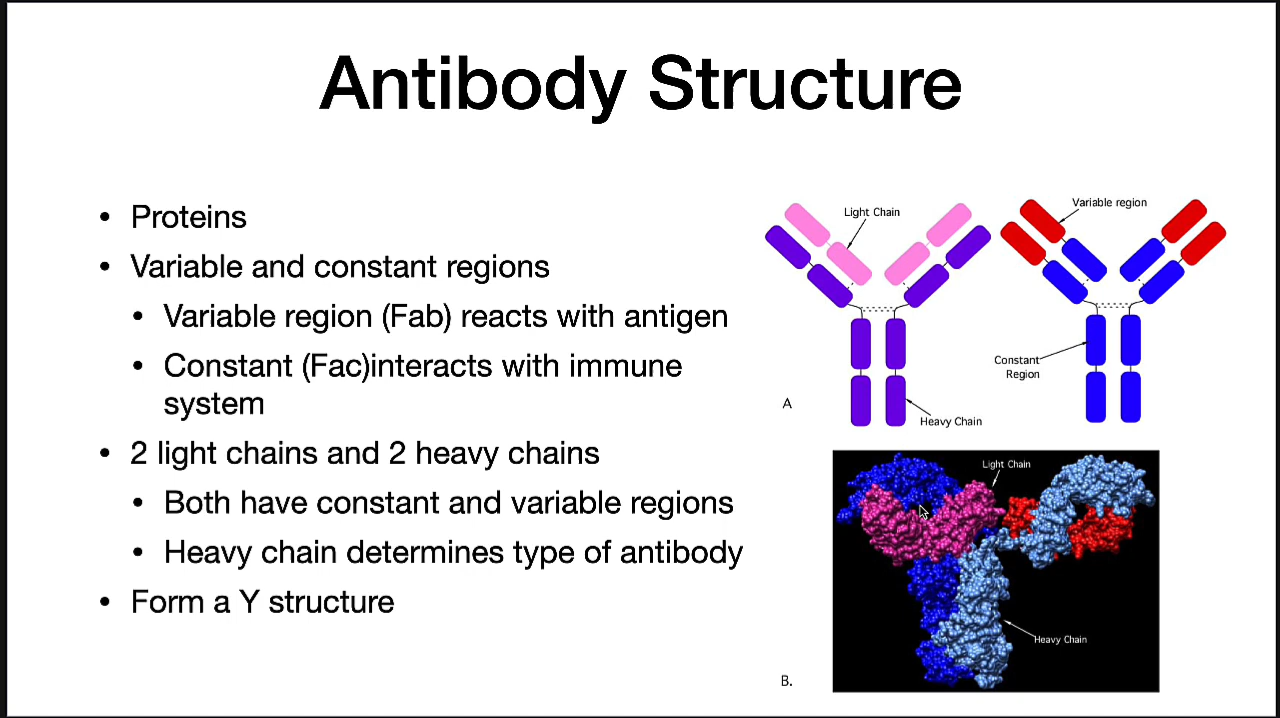 Antibody Structure
• Proteins
• Variable and constant regions
• Variable region (Fab) reacts with antigen
• Constant (Fac)interacts with immune
system
• 2 light chains and 2 heavy chains
• Both have constant and variable regions
• Heavy chain determines type of antibody
• Form a Y structure
Light Chain
Variable region
Constant
Region
A
Heavy Chain
Light Chain
Heavy Chain
B.